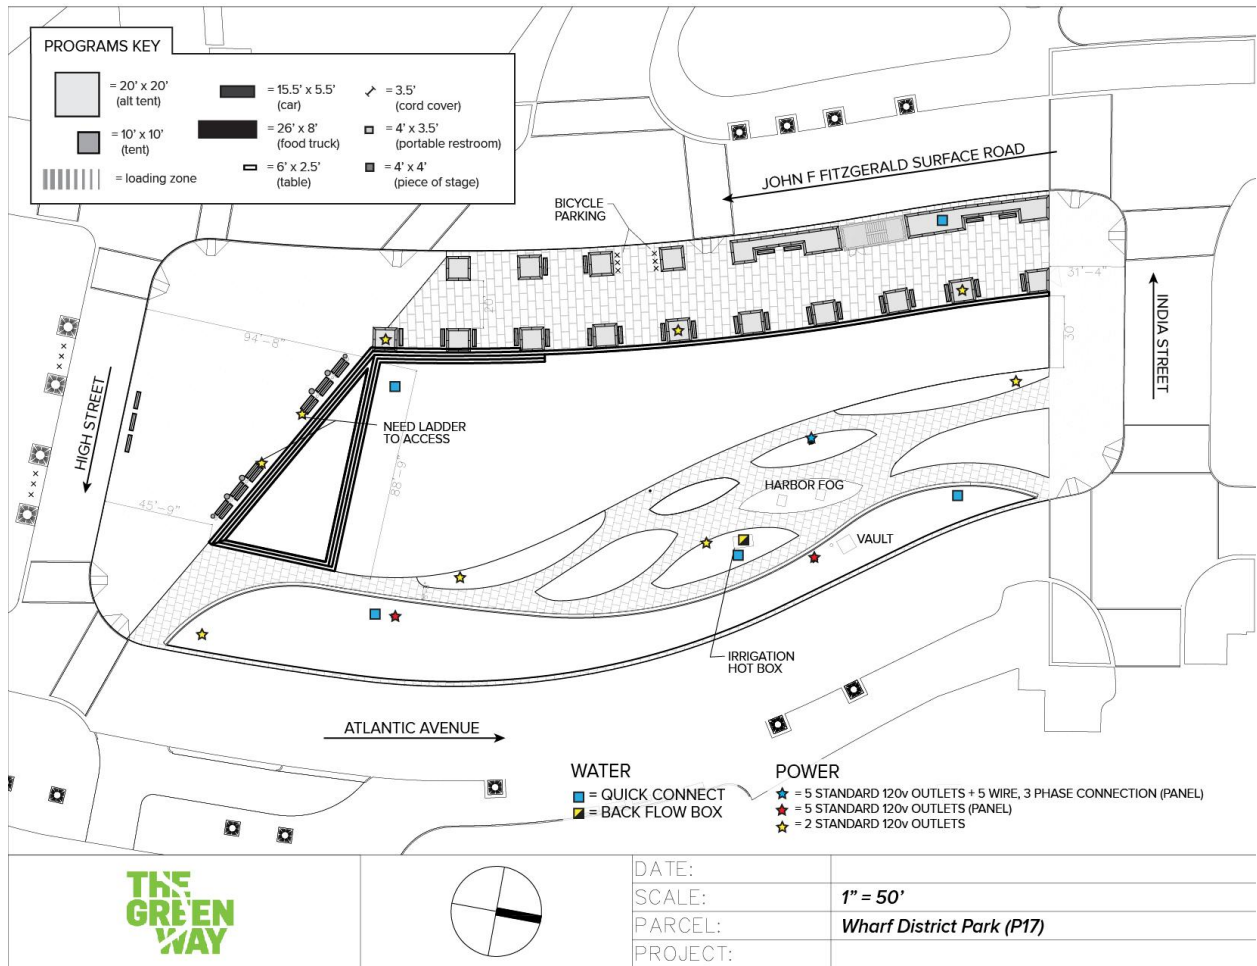 PROGRAMS KEY
= 20' x 20'
(alt tent)
= 10' x 10'
(tent)
= loading zone
= 15.5' x 5.5'
(car)
= 26' x 8'
(food truck)
= 6' x 2.5'
(table)
= 3.5'
(cord cover)
= 4' x 3.5'
(portable restroom)
= 4' x 4'
(piece of stage)
JOHN F FITZGERALD SURFACE ROAD
BICYCLE
PARKING
31'-4"
30'
INDIA STREET
94'-8"
HIGH STREET
NEED LADDER
TO ACCESS
88'-9"
45'-9"
HARBOR FOG
VAULT
IRRIGATION
HOT BOX
ATLANTIC AVENUE
WATER
= QUICK CONNECT
= BACK FLOW BOX
POWER
= 5 STANDARD 120v OUTLETS + 5 WIRE, 3 PHASE CONNECTION (PANEL)
= 5 STANDARD 120v OUTLETS (PANEL)
= 2 STANDARD 120v OUTLETS
THE
GREEN
WAY
DATE:
SCALE: 1" = 50'
PARCEL: Wharf District Park (P17)
PROJECT: